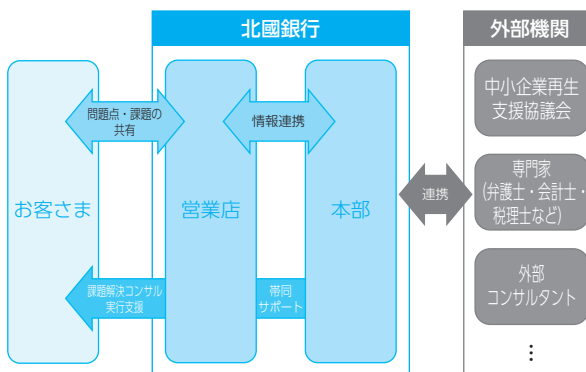 北國銀行
外部機関
お客さま
問題点・課題の
共有
営業店
情報連携
本部
連携
課題解決コンサル
実行支援
帯同
サポート
中小企業再生
支援協議会
専門家
(弁護士・会計士・
税理士など)
外部
コンサルタント
⋮